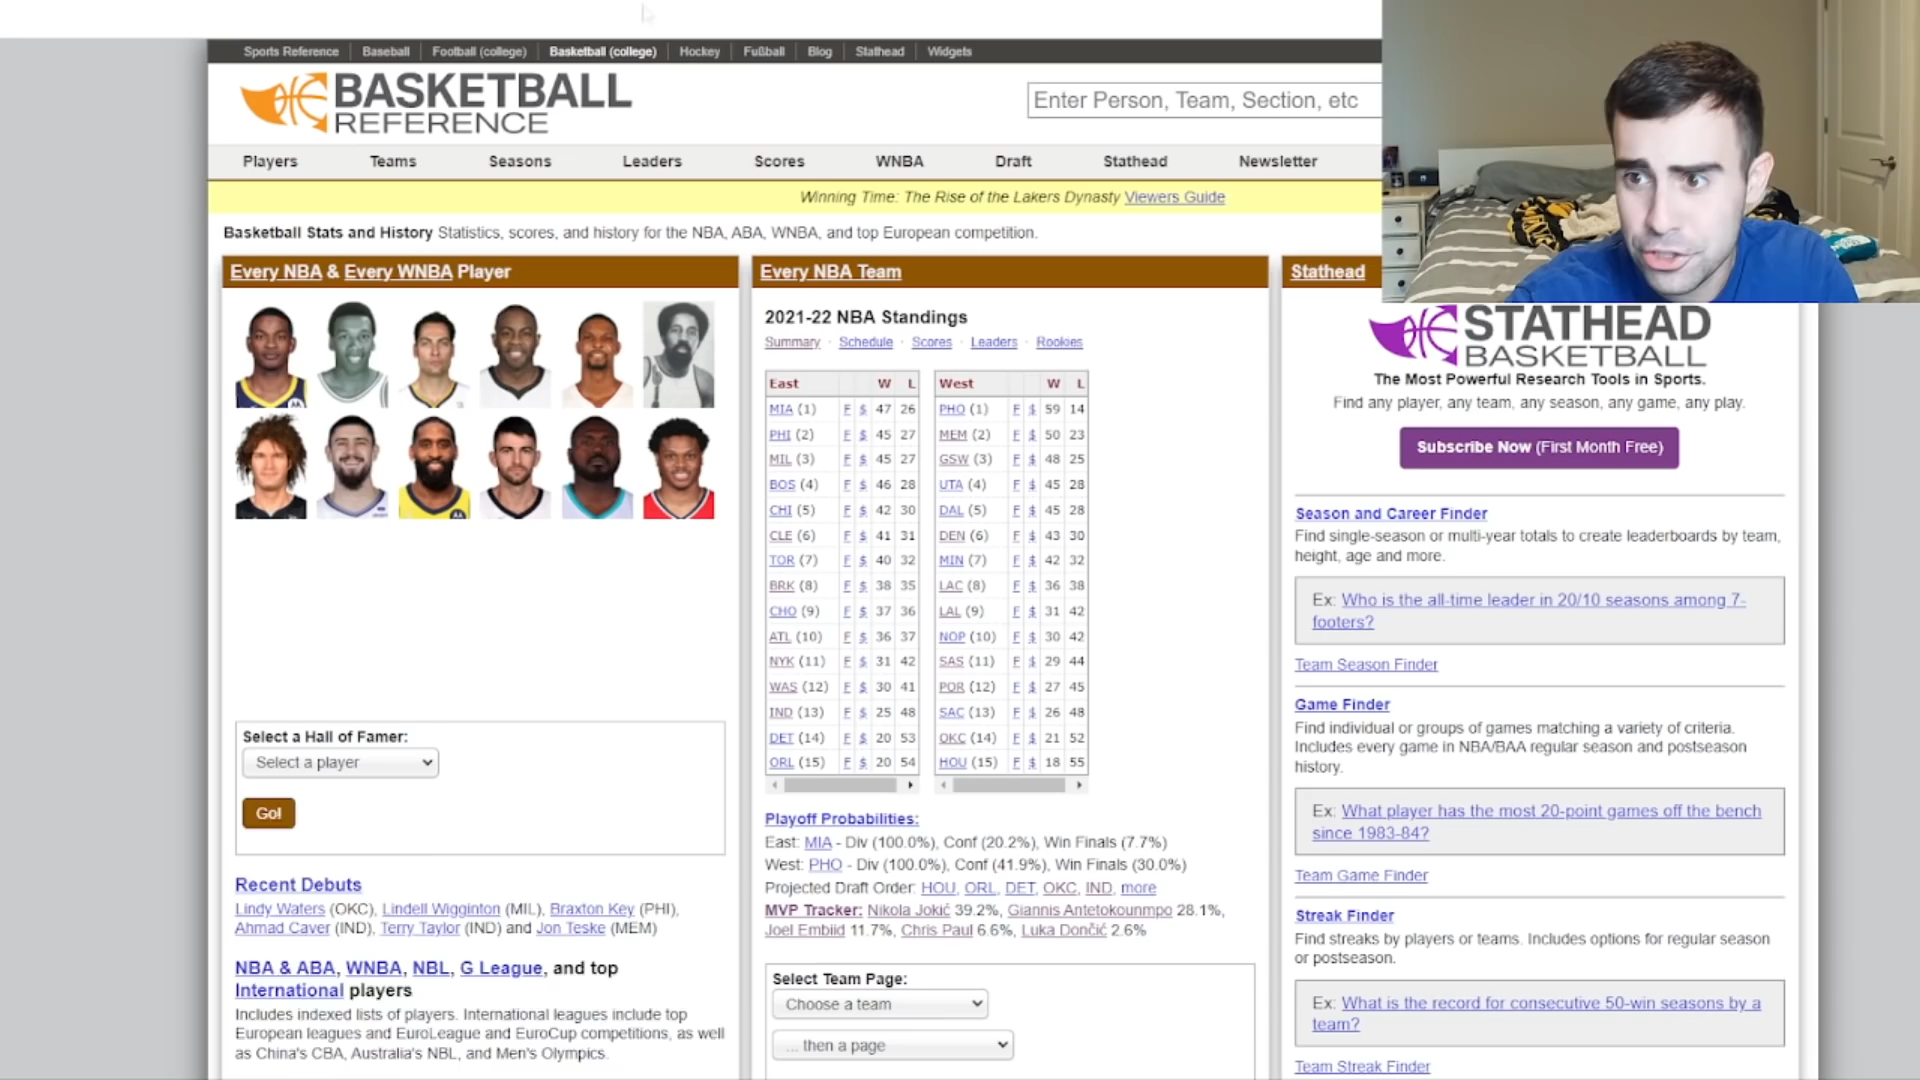 Sports Reference Baseball Football (college) Basketball (college) Hockey Fußball Blog Stathead Widgets
BASKETBALL
REFERENCE
Enter Person, Team, Section, etc
Players Teams Seasons Leaders Scores WNBA Draft Stathead Newsletter
Winning Time: The Rise of the Lakers Dynasty Viewers Guide
Basketball Stats and History Statistics, scores, and history for the NBA, ABA, WNBA, and top European competition.
Every NBA & Every WNBA Player
Select a Hall of Famer:
Select a player
Go!
Recent Debuts
Lindy Waters (OKC), Lindell Wigginton (MIL), Braxton Key (PHI),
Ahmad Caver (IND), Terry Taylor (IND) and Jon Teske (MEM)
NBA & ABA, WNBA, NBL, G League, and top
International players
Includes indexed lists of players. International leagues include top
European leagues and EuroLeague and EuroCup competitions, as well
as China's CBA, Australia's NBL, and Men's Olympics.
Every NBA Team
2021-22 NBA Standings
Summary · Schedule · Scores · Leaders · Rookies
East W L
MIA (1) F $ 47 26
PHI (2) F $ 45 27
MIL (3) F $ 45 27
BOS (4) F $ 46 28
CHI (5) F $ 42 30
CLE (6) F $ 41 31
TOR (7) F $ 40 32
BRK (8) F $ 38 35
CHO (9) F $ 37 36
ATL (10) F $ 36 37
NYK (11) F $ 31 42
WAS (12) F $ 30 41
IND (13) F $ 25 48
DET (14) F $ 20 53
ORL (15) F $ 20 54
West W L
PHO (1) F $ 59 14
MEM (2) F $ 50 23
GSW (3) F $ 48 25
UTA (4) F $ 45 28
DAL (5) F $ 45 28
DEN (6) F $ 43 30
MIN (7) F $ 42 32
LAC (8) F $ 36 38
LAL (9) F $ 31 42
NOP (10) F $ 30 42
SAS (11) F $ 29 44
POR (12) F $ 27 45
SAC (13) F $ 26 48
OKC (14) F $ 21 52
HOU (15) F $ 18 55
Playoff Probabilities:
East: MIA - Div (100.0%), Conf (20.2%), Win Finals (7.7%)
West: PHO - Div (100.0%), Conf (41.9%), Win Finals (30.0%)
Projected Draft Order: HOU, ORL, DET, OKC, IND, more
MVP Tracker: Nikola Jokić 39.2%, Giannis Antetokounmpo 28.1%,
Joel Embiid 11.7%, Chris Paul 6.6%, Luka Dončić 2.6%
Select Team Page:
Choose a team
... then a page
Stathead
STATHEAD
BASKETBALL
The Most Powerful Research Tools in Sports.
Find any player, any team, any season, any game, any play.
Subscribe Now (First Month Free)
Season and Career Finder
Find single-season or multi-year totals to create leaderboards by team,
height, age and more.
Ex: Who is the all-time leader in 20/10 seasons among 7-
footers?
Team Season Finder
Game Finder
Find individual or groups of games matching a variety of criteria.
Includes every game in NBA/BAA regular season and postseason
history.
Ex: What player has the most 20-point games off the bench
since 1983-84?
Team Game Finder
Streak Finder
Find streaks by players or teams. Includes options for regular season
or postseason.
Ex: What is the record for consecutive 50-win seasons by a
team?
Team Streak Finder